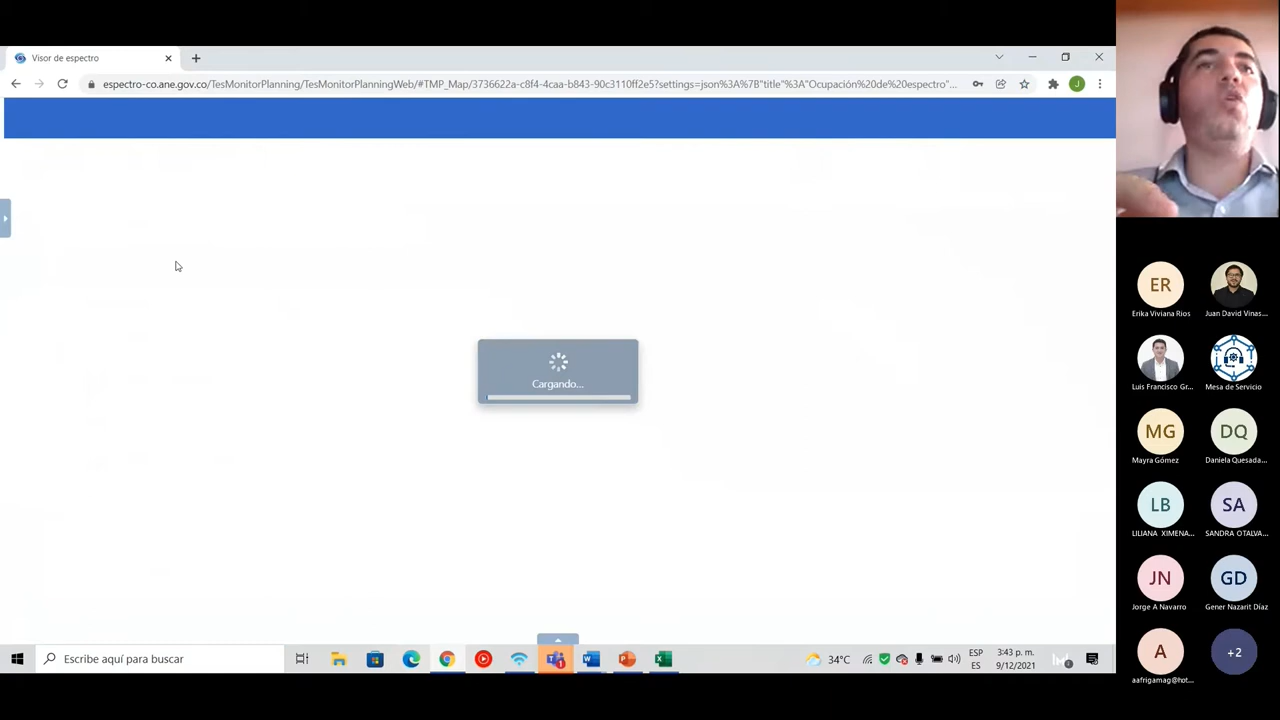 Visor de espectro
espectro-co.ane.gov.co/TesMonitorPlanning/TesMonitorPlanningWeb/#TMP_Map/3736622a-c8f4-4caa-b843-90c3110ff2e5?settings=json%3A%7B"title"%3A"Ocupación%20de%20espectro"...
J
Cargando...
ER
Erika Viviana Rios
Juan David Vinas...
Luis Francisco Gr...
Mesa de Servicio
MG
Mayra Gómez
DQ
Daniela Quesada...
LB
LILIANA XIMENA...
SA
SANDRA OTALVA...
JN
Jorge A Navarro
GD
Gener Nazarit Díaz
A
aafrigamag@hot...
+2
Escribe aquí para buscar
34°C
ESP
ES
3:43 p. m.
9/12/2021